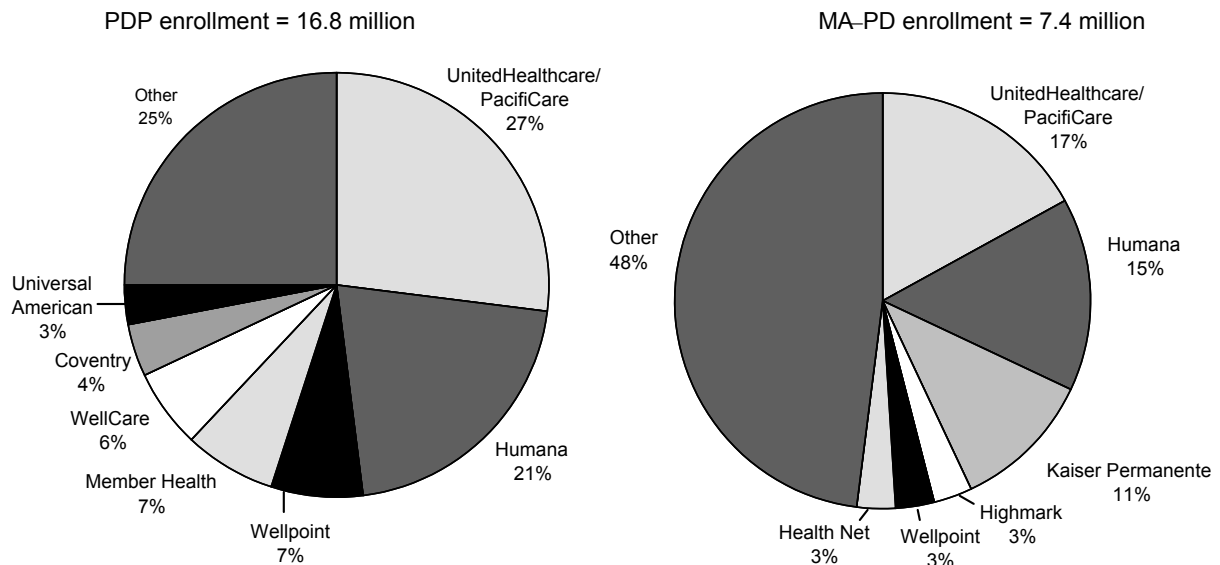 PDP enrollment = 16.8 million
UnitedHealthcare/
PacifiCare
27%
Humana
21%
Wellpoint
7%
Member Health
7%
WellCare
6%
Coventry
4%
Universal
American
3%
Other
25%
MA–PD enrollment = 7.4 million
UnitedHealthcare/
PacifiCare
17%
Humana
15%
Kaiser Permanente
11%
Highmark
3%
Wellpoint
3%
Health Net
3%
Other
48%